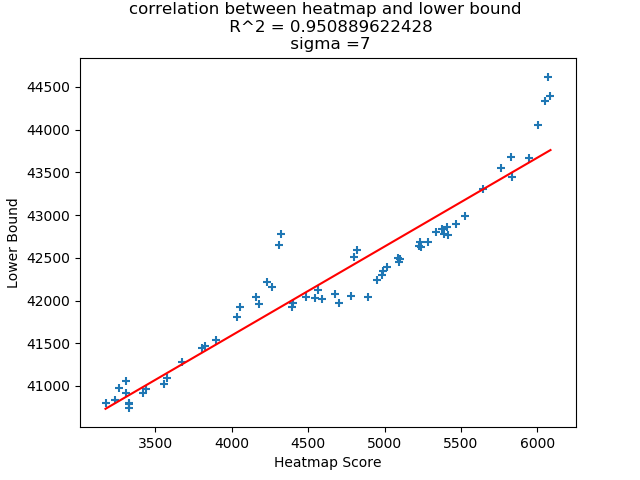 correlation between heatmap and lower bound
R^2 = 0.950889622428
sigma =7
44500
44000
43500
43000
42500
42000
41500
41000
Lower Bound
3500 4000 4500 5000 5500 6000
Heatmap Score